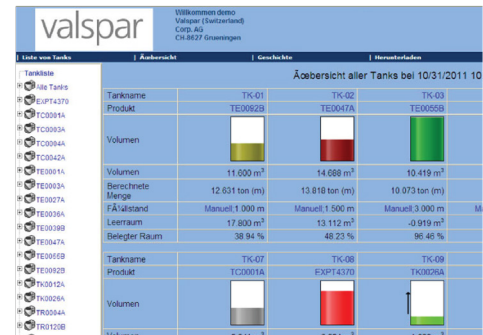 valspar
Willkommen demo
Valspar (Switzerland)
Corp. AG
CH-8627 Grueningen
| Liste von Tanks | Ãœbersicht | Geschichte | Herunterladen
Tankliste
Ãœbersicht aller Tanks bei 10/31/2011 10
Alle Tanks
EXPT4370
TC0001A
TC0003A
TC0004A
TC0042A
TE0001A
TE0003A
TE0027A
TE0036A
TE0039B
TE0047A
TE0055B
TE0092B
TK0012A
TK0026A
TR0004A
TR0120B
Tankname TK-01 TK-02 TK-03
Produkt TE0092B TE0047A TE0055B
Volumen
Volumen 11.600 m³ 14.688 m³ 10.419 m³
Berechnete Menge 12.631 ton (m) 13.818 ton (m) 10.073 ton (m)
FÃ¼llstand Manuell;1.000 m Manuell;1.500 m Manuell;3.000 m
Leerraum 17.800 m³ 13.112 m³ -0.919 m³
Belegter Raum 38.94 % 48.23 % 96.46 %
Tankname TK-07 TK-08 TK-09
Produkt TC0001A EXPT4370 TK0026A
Volumen